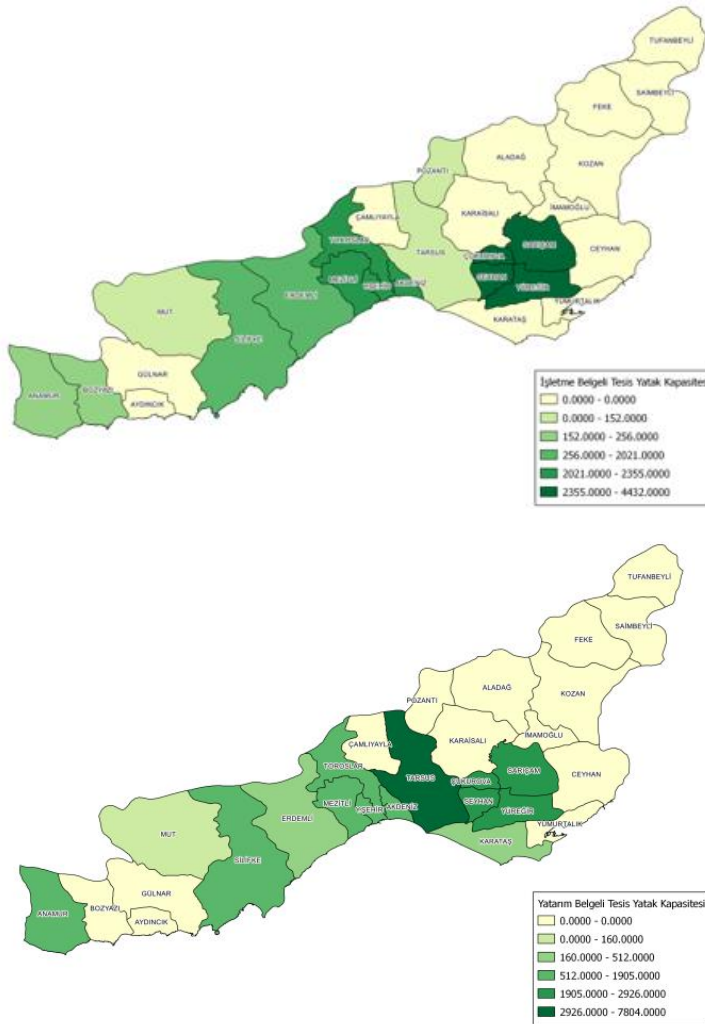 TUFANBEYLİ
SAİMBEYLİ
FEKE
KOZAN
ALADAĞ
POZANTI
İMAMOĞLU
KARAİSALI
ÇAMLIYAYLA
TARSUS
SARIÇAM
CEYHAN
ÇUKUROVA
SEYHAN
YÜREĞİR
YUMURTALIK
KARATAŞ
TOROSLAR
MEZİTLİ
AKDENİZ
ERDEMLİ
SİLİFKE
MUT
GÜLNAR
AYDINCIK
BOZYAZI
ANAMUR
İşletme Belgeli Tesis Yatak Kapasitesi
0.0000 - 0.0000
0.0000 - 152.0000
152.0000 - 256.0000
256.0000 - 2021.0000
2021.0000 - 2355.0000
2355.0000 - 4432.0000
TUFANBEYLİ
SAİMBEYLİ
FEKE
KOZAN
ALADAĞ
POZANTI
İMAMOĞLU
KARAİSALI
ÇAMLIYAYLA
TARSUS
SARIÇAM
CEYHAN
ÇUKUROVA
SEYHAN
YÜREĞİR
YUMURTALIK
KARATAŞ
TOROSLAR
MEZİTLİ
YŞEHİR
AKDENİZ
ERDEMLİ
SİLİFKE
MUT
GÜLNAR
AYDINCIK
BOZYAZI
ANAMUR
Yatarım Belgeli Tesis Yatak Kapasitesi
0.0000 - 0.0000
0.0000 - 160.0000
160.0000 - 512.0000
512.0000 - 1905.0000
1905.0000 - 2926.0000
2926.0000 - 7804.0000